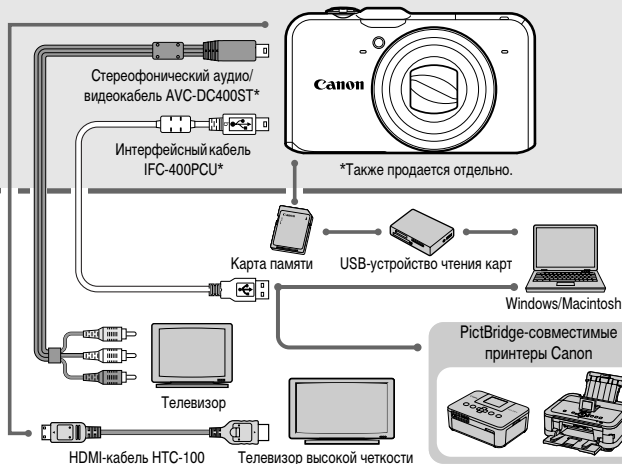 Стереофонический аудио/
видеокабель AVC-DC400ST*
Canon
Интерфейсный кабель
IFC-400PCU*
*Также продается отдельно.
Canon
Карта памяти
USB-устройство чтения карт
Windows/Macintosh
PictBridge-совместимые
принтеры Canon
Телевизор
HDMI-кабель HTC-100
Телевизор высокой четкости